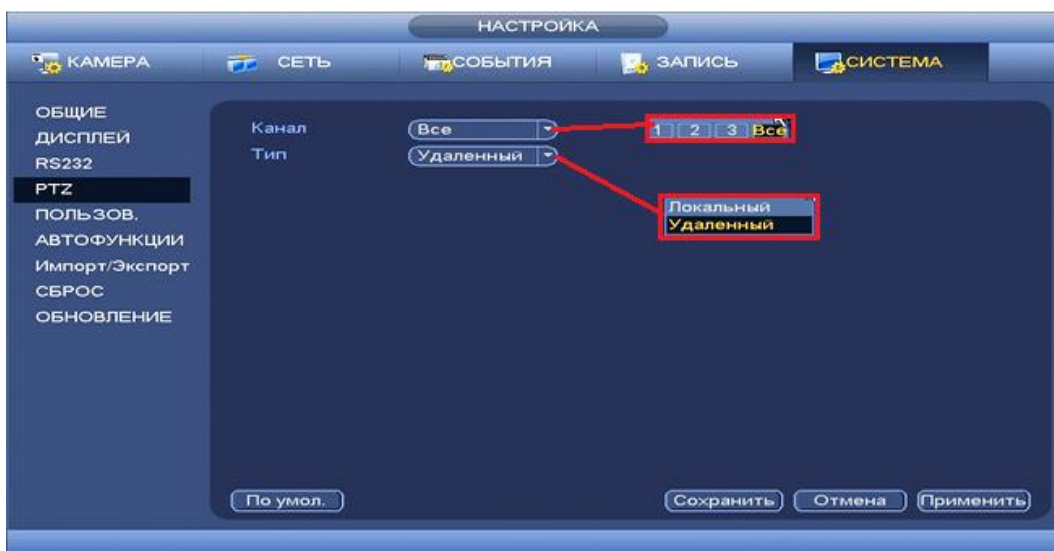 НАСТРОЙКА
КАМЕРА СЕТЬ СОБЫТИЯ ЗАПИСЬ СИСТЕМА
ОБЩИЕ
ДИСПЛЕЙ
RS232
PTZ
ПОЛЬЗОВ.
АВТОФУНКЦИИ
Импорт/Экспорт
СБРОС
ОБНОВЛЕНИЕ
Канал Все 1 2 3 Все
Тип Удаленный
Локальный
Удаленный
По умол. Сохранить Отмена Применить